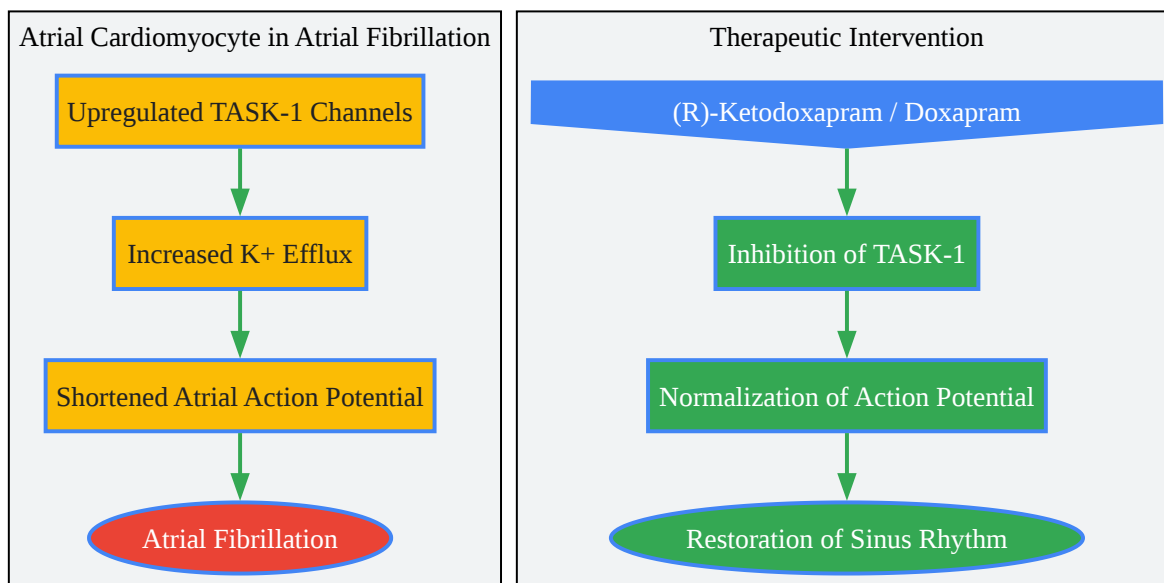 Atrial Cardiomyocyte in Atrial Fibrillation
Upregulated TASK-1 Channels
Increased K+ Efflux
Shortened Atrial Action Potential
Atrial Fibrillation
Therapeutic Intervention
(R)-Ketodoxapram / Doxapram
Inhibition of TASK-1
Normalization of Action Potential
Restoration of Sinus Rhythm